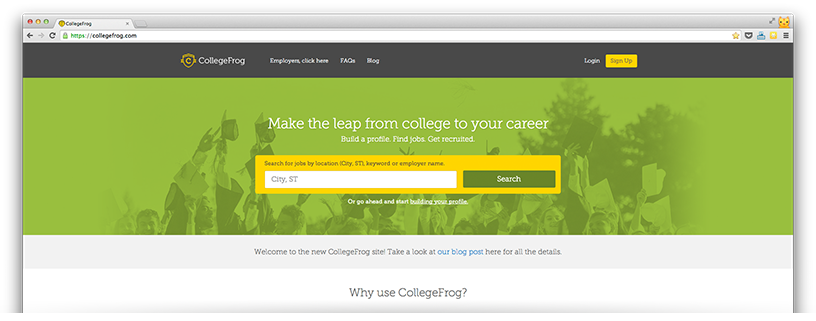 CollegeFrog
https://collegefrog.com
C CollegeFrog Employers, click here FAQs Blog Login Sign Up
Make the leap from college to your career
Build a profile. Find jobs. Get recruited.
Search for jobs by location (City, ST), keyword or employer name.
City, ST Search
Or go ahead and start building your profile.
Welcome to the new CollegeFrog site! Take a look at our blog post here for all the details.
Why use CollegeFrog?